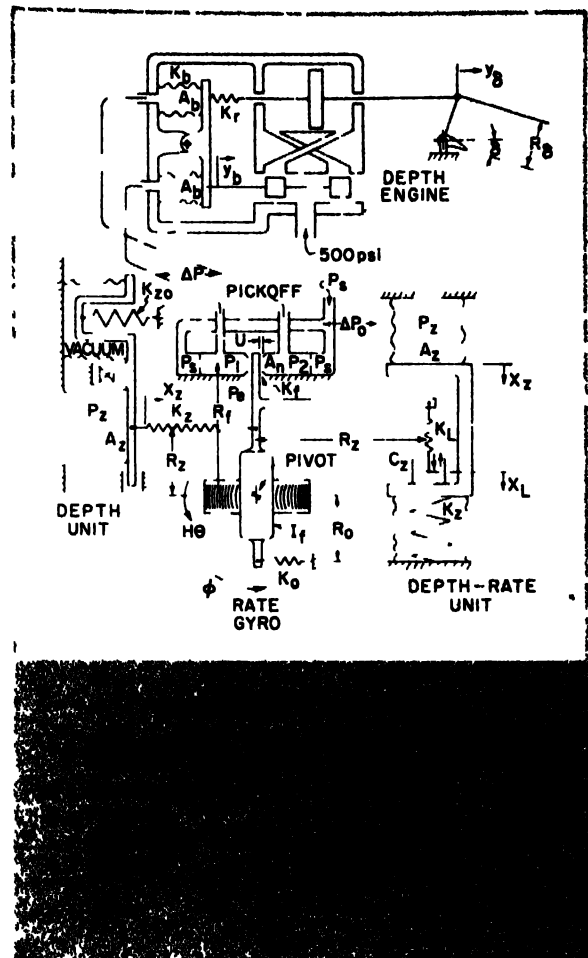 K_b
A_b
K_r
y_δ
R_δ
A_b
y_b
DEPTH
ENGINE
500psi
ΔP
K_zo
PICKOFF
P_s
ΔP_o
U
VACUUM
P_s P_1 A_n P_2 P_s
P_z
A_z
X_z
P_e
K_f
P_z
X_z
K_z
R_f
A_z
R_z
R_z
K_L
PIVOT
C_z
X_L
K_z
DEPTH
UNIT
Hθ
I_f
R_o
K_o
ϕ
RATE
GYRO
DEPTH-RATE
UNIT